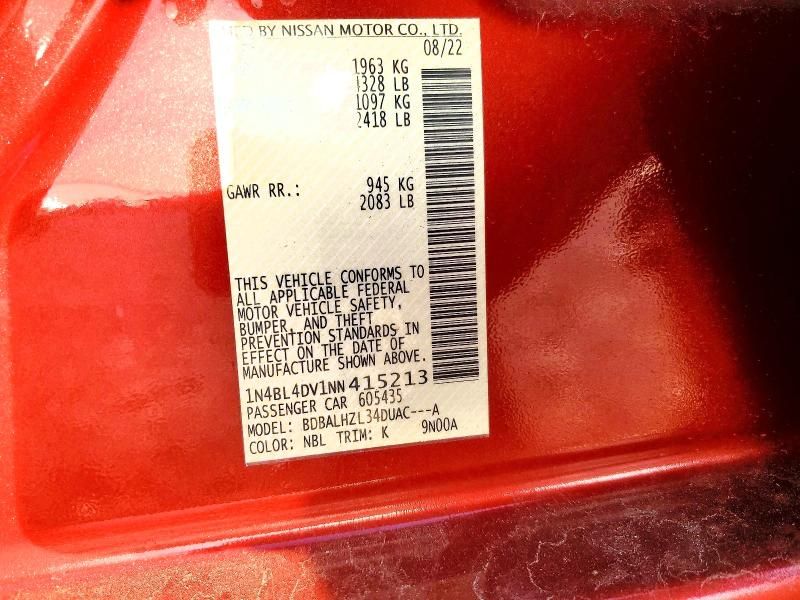 BY NISSAN MOTOR CO., LTD.
08/22
1963 KG
4328 LB
1097 KG
2418 LB
GAWR RR.: 945 KG
2083 LB
THIS VEHICLE CONFORMS TO
ALL APPLICABLE FEDERAL
MOTOR VEHICLE SAFETY,
BUMPER, AND THEFT
PREVENTION STANDARDS IN
EFFECT ON THE DATE OF
MANUFACTURE SHOWN ABOVE.
1N4BL4DV1NN415213
PASSENGER CAR 605435
MODEL: BDBALHZL34DUAC---A
COLOR: NBL TRIM: K 9N00A